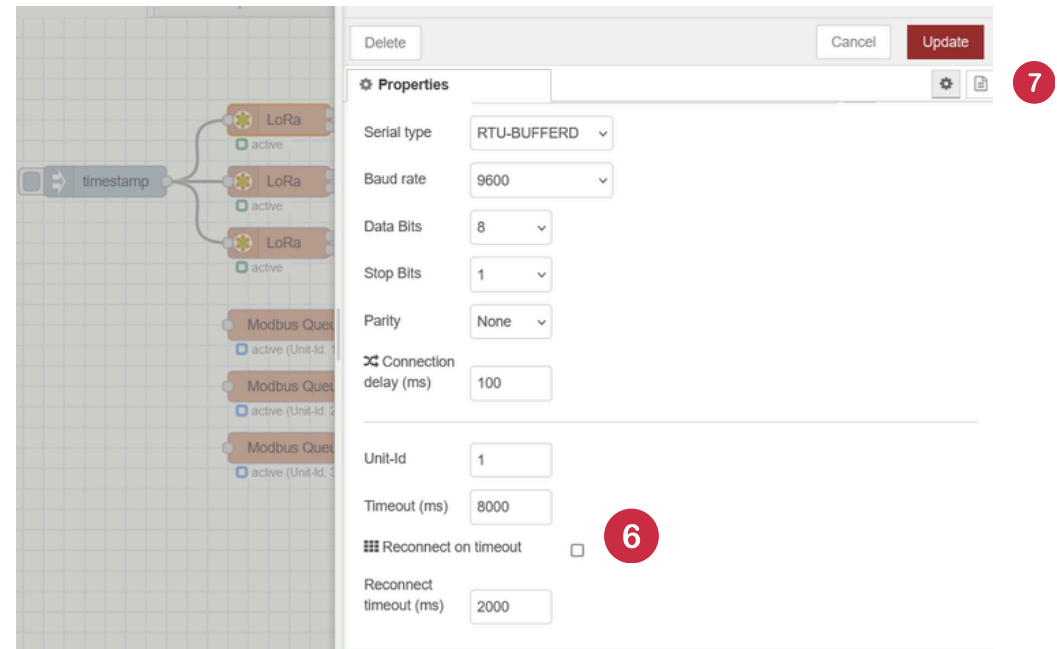 Delete
Cancel
Update
Properties
7
Serial type
RTU-BUFFERD
Baud rate
9600
Data Bits
8
Stop Bits
1
Parity
None
Connection
delay (ms)
100
Unit-Id
1
Timeout (ms)
8000
Reconnect on timeout
6
Reconnect
timeout (ms)
2000
LoRa
active
timestamp
LoRa
active
LoRa
active
Modbus Queu
active (Unit-Id:
Modbus Queu
active (Unit-Id: 2
Modbus Queu
active (Unit-Id: 3